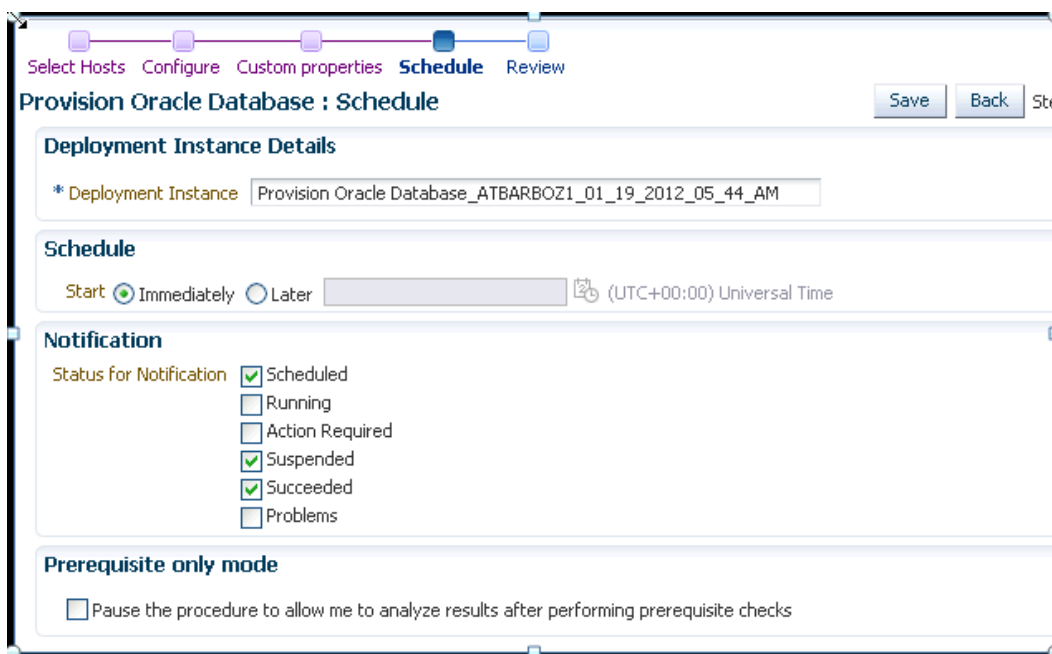 Select Hosts Configure Custom properties Schedule Review
Provision Oracle Database : Schedule Save Back
Deployment Instance Details
* Deployment Instance Provision Oracle Database_ATBARBOZ1_01_19_2012_05_44_AM
Schedule
Start Immediately Later (UTC+00:00) Universal Time
Notification
Status for Notification Scheduled
Running
Action Required
Suspended
Succeeded
Problems
Prerequisite only mode
Pause the procedure to allow me to analyze results after performing prerequisite checks